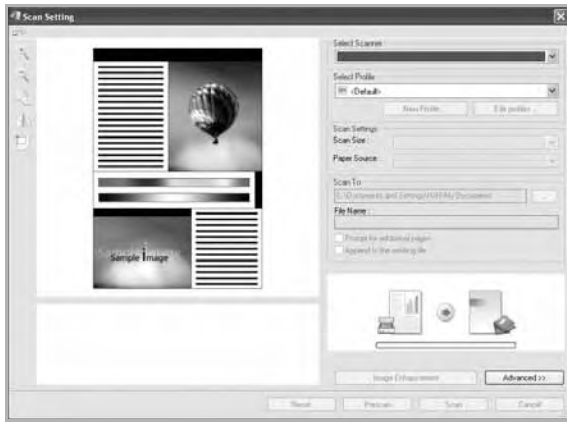 Scan Setting
Select Scanner
Select Profile
<Default>
New Profile
Edit profiles
Scan Settings
Scan Size :
Paper Source :
Scan To
File Name :
Prompt for additional pages
Append to the existing file
Sample Image
Image Enhancement
Advanced >>
Reset
Prescan
Scan
Cancel